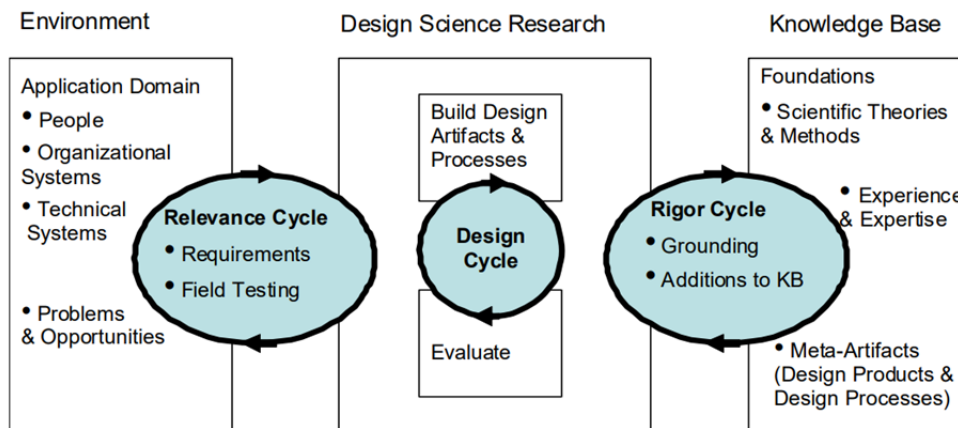 Environment
Design Science Research
Knowledge Base
Application Domain
• People
• Organizational
Systems
• Technical
Systems
• Problems
& Opportunities
Relevance Cycle
• Requirements
• Field Testing
Build Design
Artifacts &
Processes
Design
Cycle
Evaluate
Rigor Cycle
• Grounding
• Additions to KB
Foundations
• Scientific Theories
& Methods
• Experience
& Expertise
• Meta-Artifacts
(Design Products &
Design Processes)